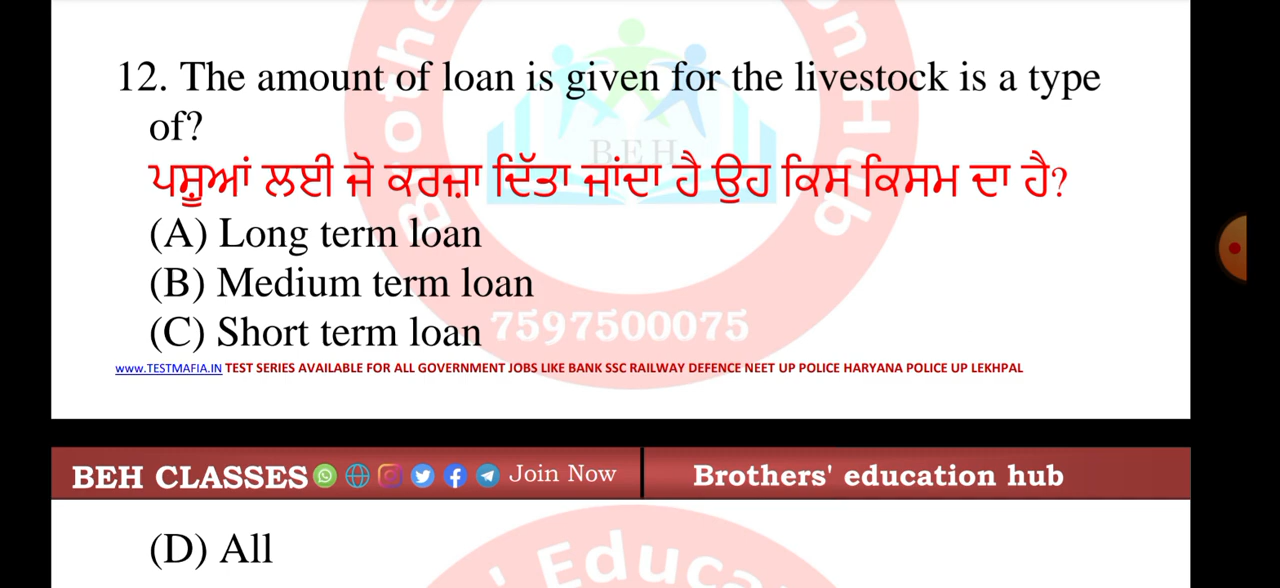 12. The amount of loan is given for the livestock is a type
of?
ਪਸ਼ੂਆਂ ਲਈ ਜੋ ਕਰਜ਼ਾ ਦਿੱਤਾ ਜਾਂਦਾ ਹੈ ਉਹ ਕਿਸ ਕਿਸਮ ਦਾ ਹੈ?
(A) Long term loan
(B) Medium term loan
(C) Short term loan
7597500075
BEH
www.TESTMAFIA.IN TEST SERIES AVAILABLE FOR ALL GOVERNMENT JOBS LIKE BANK SSC RAILWAY DEFENCE NEET UP POLICE HARYANA POLICE UP LEKHPAL
BEH CLASSES Join Now Brothers' education hub
(D) All